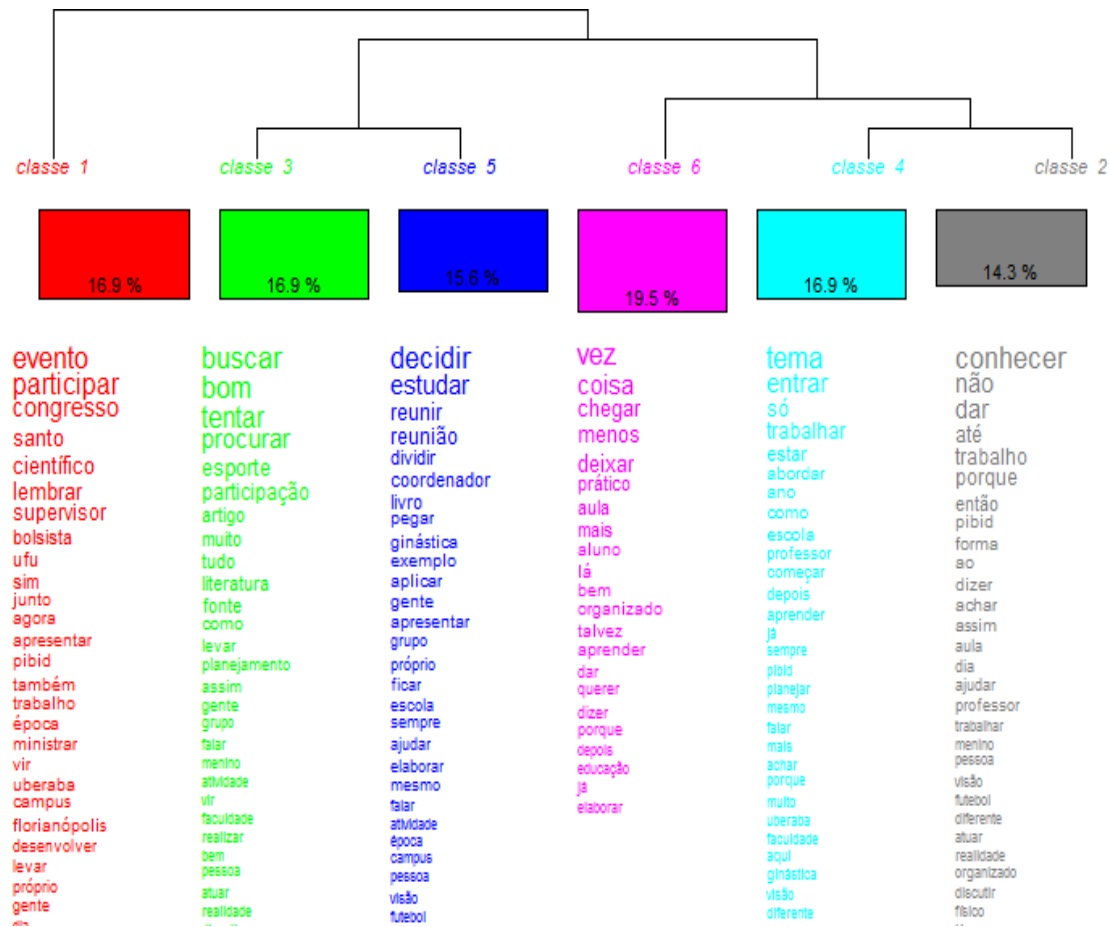 classe 1
classe 3
classe 5
classe 6
classe 4
classe 2
16.9 %
16.9 %
15.6 %
19.5 %
16.9 %
14.3 %
evento
participar
congresso
santo
científico
lembrar
supervisor
bolsista
ufu
sim
junto
agora
apresentar
pibid
também
trabalho
época
ministrar
vir
uberaba
campus
florianópolis
desenvolver
levar
próprio
gente
buscar
bom
tentar
procurar
esporte
participação
artigo
muito
tudo
literatura
fonte
como
levar
planejamento
assim
gente
grupo
falar
menino
atividade
vir
faculdade
realizar
bem
pessoa
atuar
realidade
decidir
estudar
reunir
reunião
dividir
coordenador
livro
pegar
ginástica
exemplo
aplicar
gente
apresentar
grupo
próprio
ficar
escola
sempre
ajudar
elaborar
mesmo
falar
atividade
época
campus
pessoa
visão
futebol
vez
coisa
chegar
menos
deixar
prático
aula
mais
aluno
lá
bem
organizado
talvez
aprender
dar
querer
dizer
porque
depois
educação
já
elaborar
tema
entrar
só
trabalhar
estar
abordar
ano
como
escola
professor
começar
depois
aprender
já
sempre
pibid
planejar
mesmo
falar
mais
achar
porque
muito
uberaba
faculdade
aqui
ginástica
visão
diferente
conhecer
não
dar
até
trabalho
porque
então
pibid
forma
ao
dizer
achar
assim
aula
dia
ajudar
professor
trabalhar
menino
pessoa
visão
futebol
diferente
atuar
realidade
organizado
discutir
físico